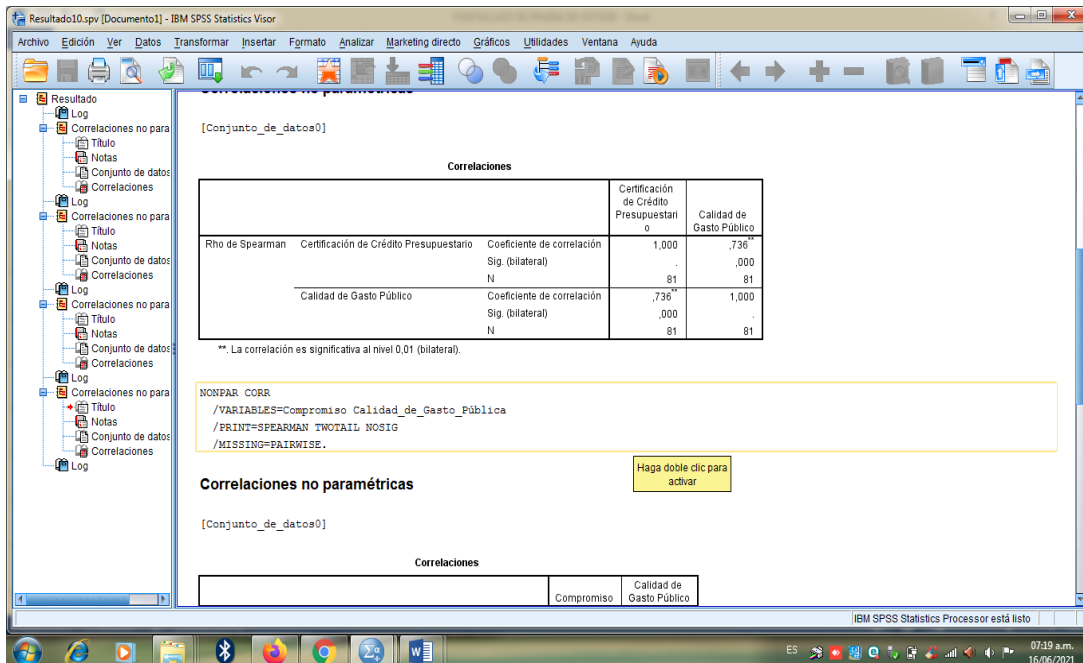 Resultado10.spv [Documento1] - IBM SPSS Statistics Visor
Archivo Edición Ver Datos Transformar Insertar Formato Analizar Marketing directo Gráficos Utilidades Ventana Ayuda
Resultado
Log
Correlaciones no para
Título
Notas
Conjunto de datos
Correlaciones
Log
Correlaciones no para
Título
Notas
Conjunto de datos
Correlaciones
Log
Correlaciones no para
Título
Notas
Conjunto de datos
Correlaciones
Log
Correlaciones no para
Título
Notas
Conjunto de datos
Correlaciones
Log
Correlaciones no paramétricas
[Conjunto_de_datos0]
Correlaciones
Certificación
de Crédito
Presupuestari
o
Calidad de
Gasto Público
Rho de Spearman Certificación de Crédito Presupuestario Coeficiente de correlación 1,000 ,736**
Sig. (bilateral) . ,000
N 81 81
Calidad de Gasto Público Coeficiente de correlación ,736** 1,000
Sig. (bilateral) ,000 .
N 81 81
**. La correlación es significativa al nivel 0,01 (bilateral).
NONPAR CORR
/VARIABLES=Compromiso Calidad_de_Gasto_Pública
/PRINT=SPEARMAN TWOTAIL NOSIG
/MISSING=PAIRWISE.
Haga doble clic para
activar
Correlaciones no paramétricas
[Conjunto_de_datos0]
Correlaciones
Compromiso
Calidad de
Gasto Público
IBM SPSS Statistics Processor está listo
ES
07:19 a.m.
16/06/2021